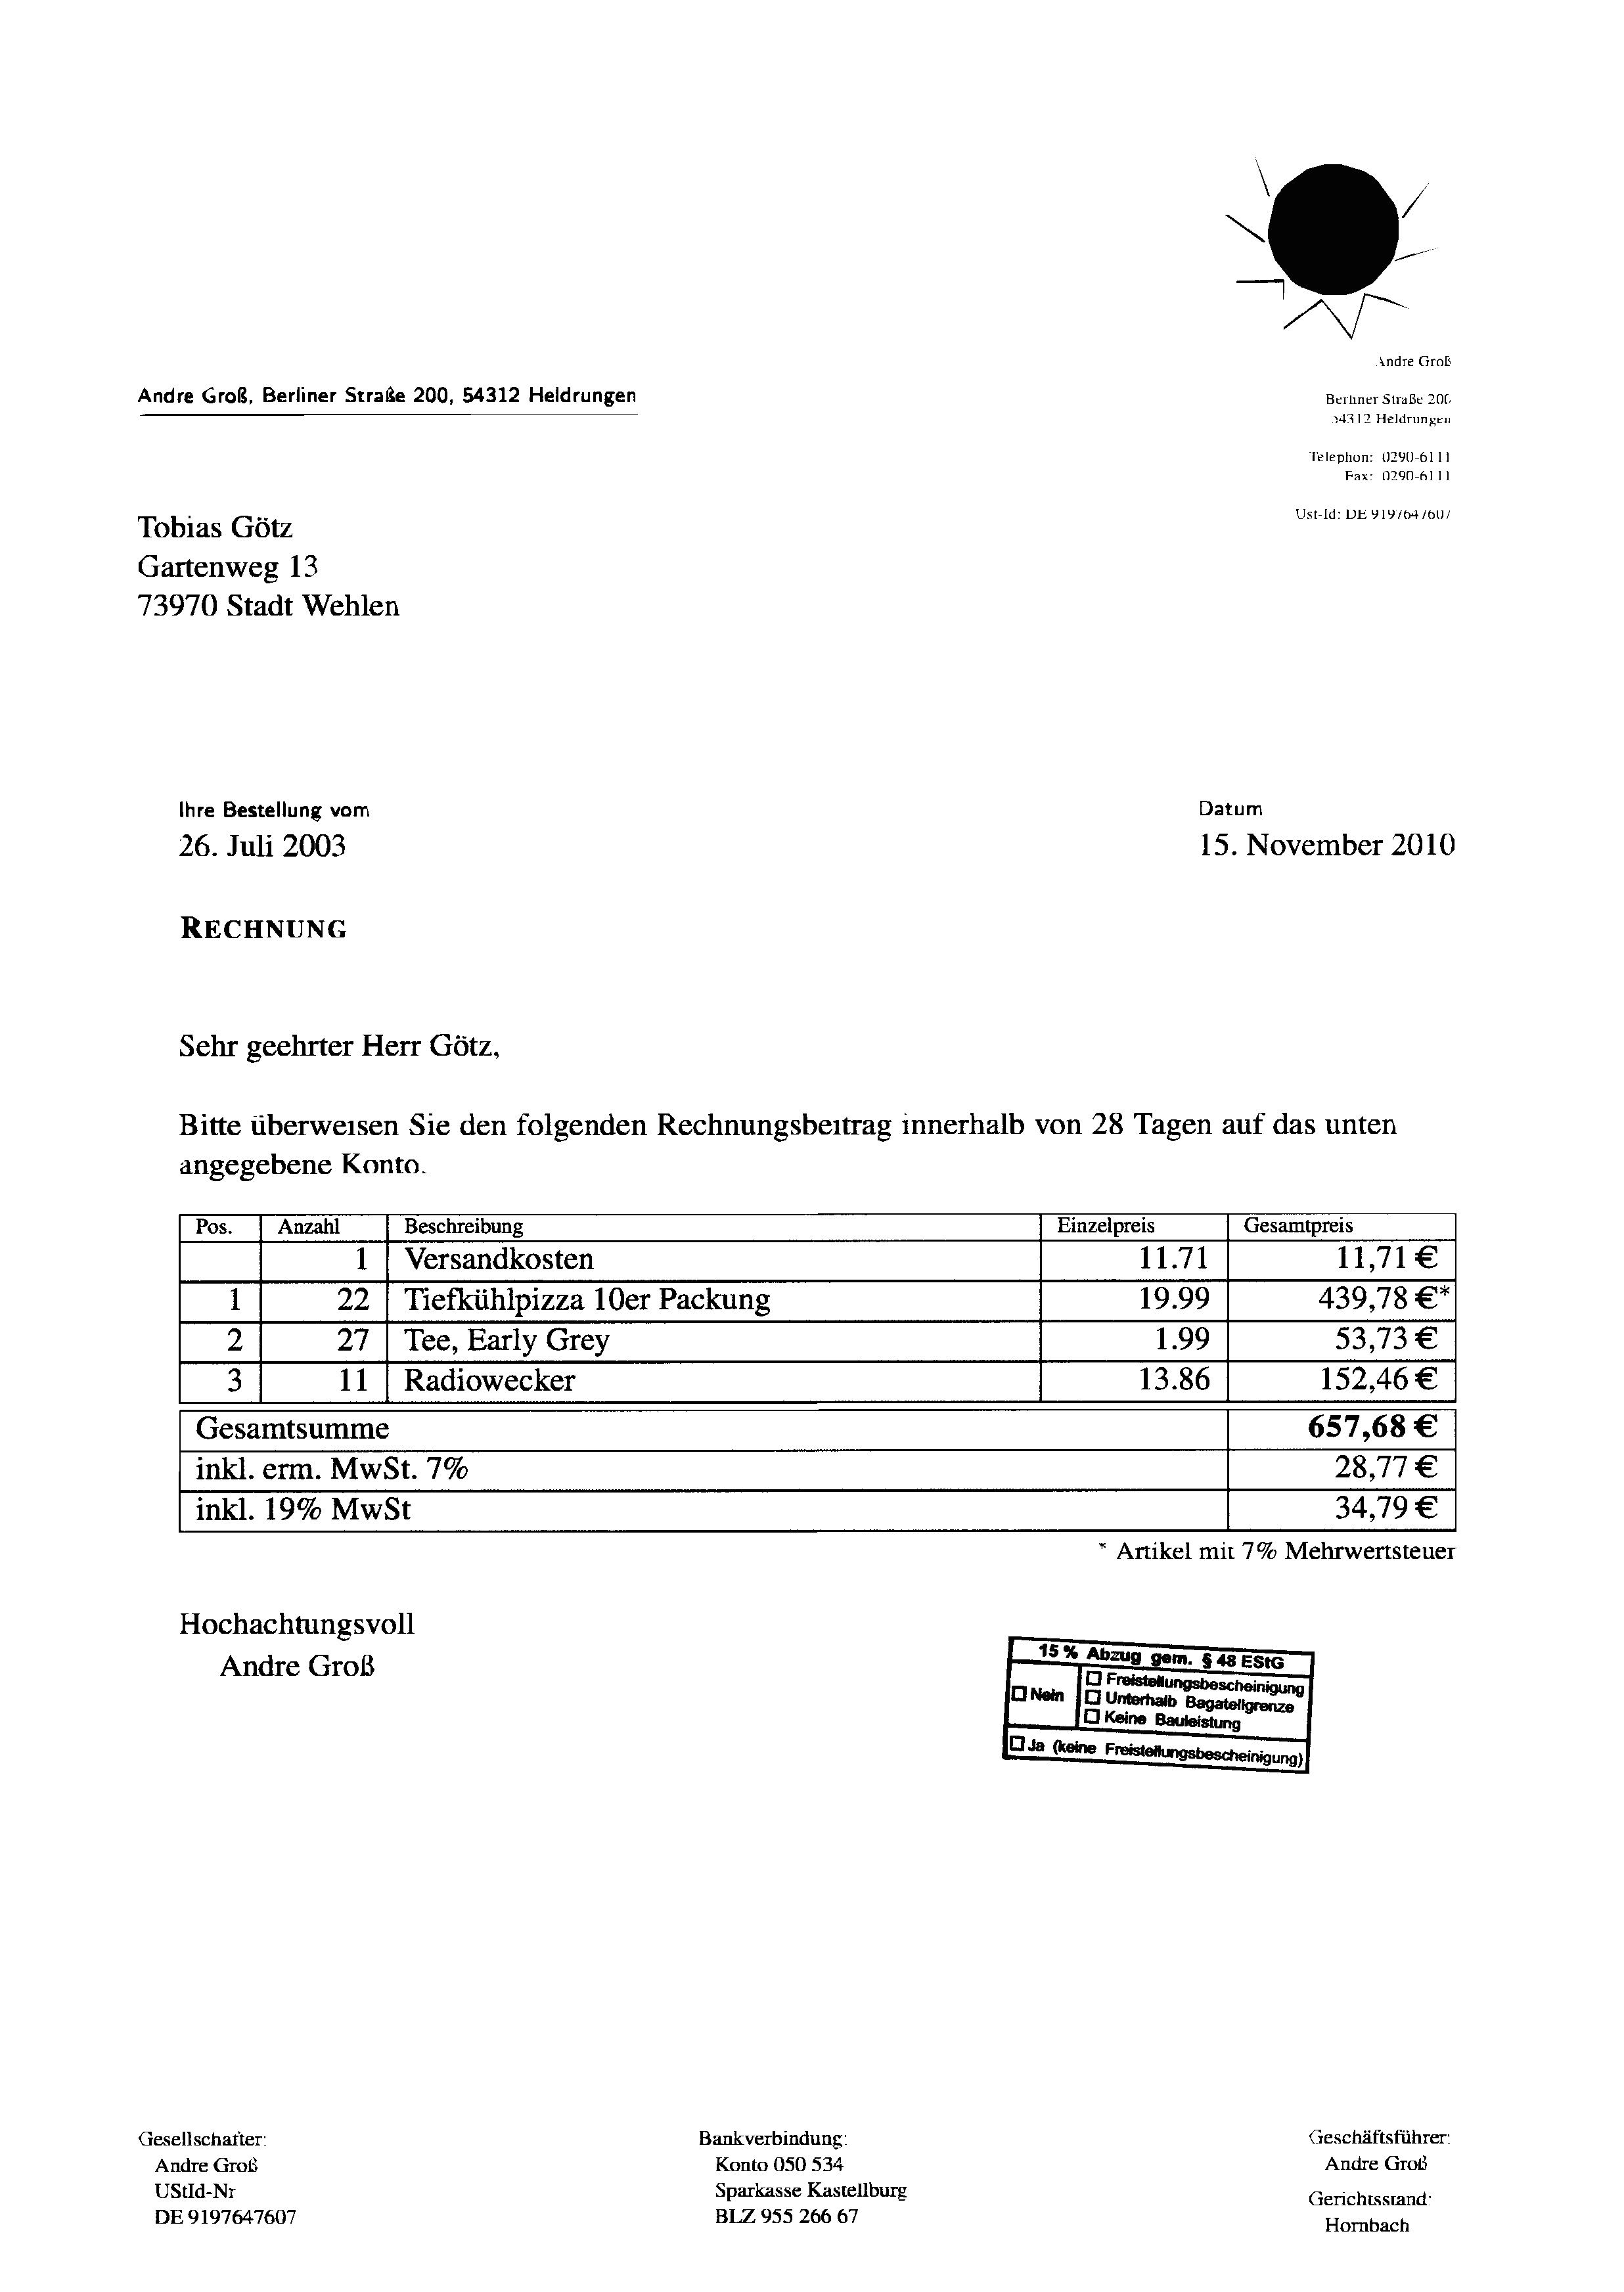 Andre Groß
Andre Groß, Berliner Straße 200, 54312 Heldrungen
Berliner Straße 200
54312 Heldrungen
Telephon: 0290-6111
Fax: 0290-6111
Ust-Id: DE 9197647607
Tobias Götz
Gartenweg 13
73970 Stadt Wehlen
Ihre Bestellung vom
26. Juli 2003
Datum
15. November 2010
RECHNUNG
Sehr geehrter Herr Götz,
Bitte überweisen Sie den folgenden Rechnungsbeitrag innerhalb von 28 Tagen auf das unten
angegebene Konto.
Pos. Anzahl Beschreibung Einzelpreis Gesamtpreis
1 Versandkosten 11.71 11,71 €
1 22 Tiefkühlpizza 10er Packung 19.99 439,78 €*
2 27 Tee, Early Grey 1.99 53,73 €
3 11 Radiowecker 13.86 152,46 €
Gesamtsumme 657,68 €
inkl. erm. MwSt. 7% 28,77 €
inkl. 19% MwSt 34,79 €
* Artikel mit 7% Mehrwertsteuer
Hochachtungsvoll
Andre Groß
15 % Abzug gem. § 48 EStG
Nein
Freistellungsbescheinigung
Unterhalb Bagatellgrenze
Keine Bauleistung
Ja (keine Freistellungsbescheinigung)
Gesellschafter:
Andre Groß
UStId-Nr
DE 9197647607
Bankverbindung:
Konto 050 534
Sparkasse Kastellburg
BLZ 955 266 67
Geschäftsführer:
Andre Groß
Gerichtsstand:
Hornbach